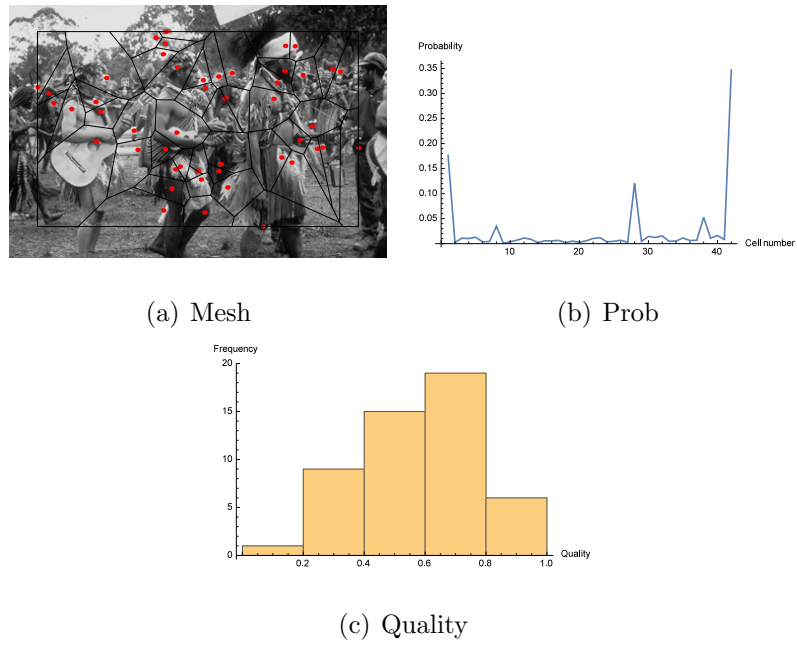 Probability
0.35
0.30
0.25
0.20
0.15
0.10
0.05
10 20 30 40
Cell number
(a) Mesh
(b) Prob
Frequency
20
15
10
5
0
0.2 0.4 0.6 0.8 1.0
Quality
(c) Quality